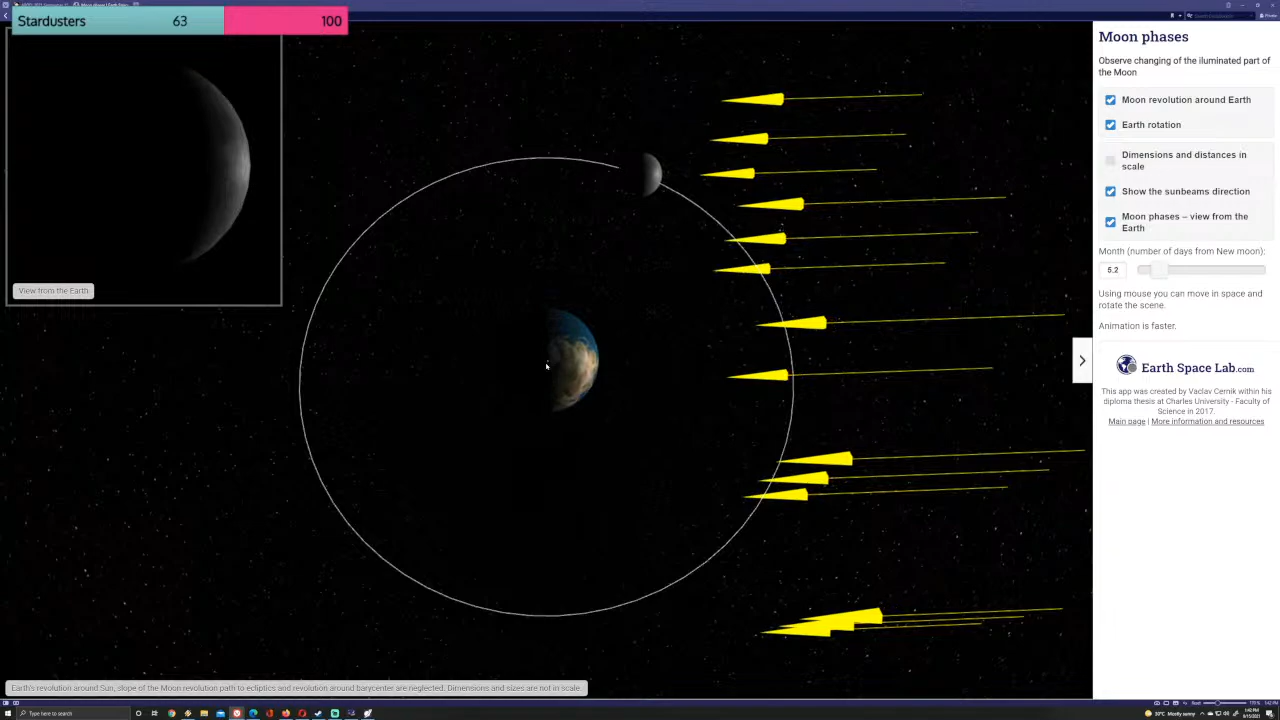 Stardusters 63 100
View from the Earth
Earth's revolution around Sun, slope of the Moon revolution path to ecliptics and revolution around barycenter are neglected. Dimensions and sizes are not in scale
Moon phases
Observe changing of the iluminated part of
the Moon
Moon revolution around Earth
Earth rotation
Dimensions and distances in
scale
Show the sunbeams direction
Moon phases – view from the
Earth
Month (number of days from New moon):
5.2
Using mouse you can move in space and
rotate the scene.
Animation is faster.
Earth Space Lab.com
This app was created by Vaclav Cernik within his
diploma thesis at Charles University - Faculty of
Science in 2017.
Main page | More information and resources
Type here to search
Mostly sunny
1:42 PM